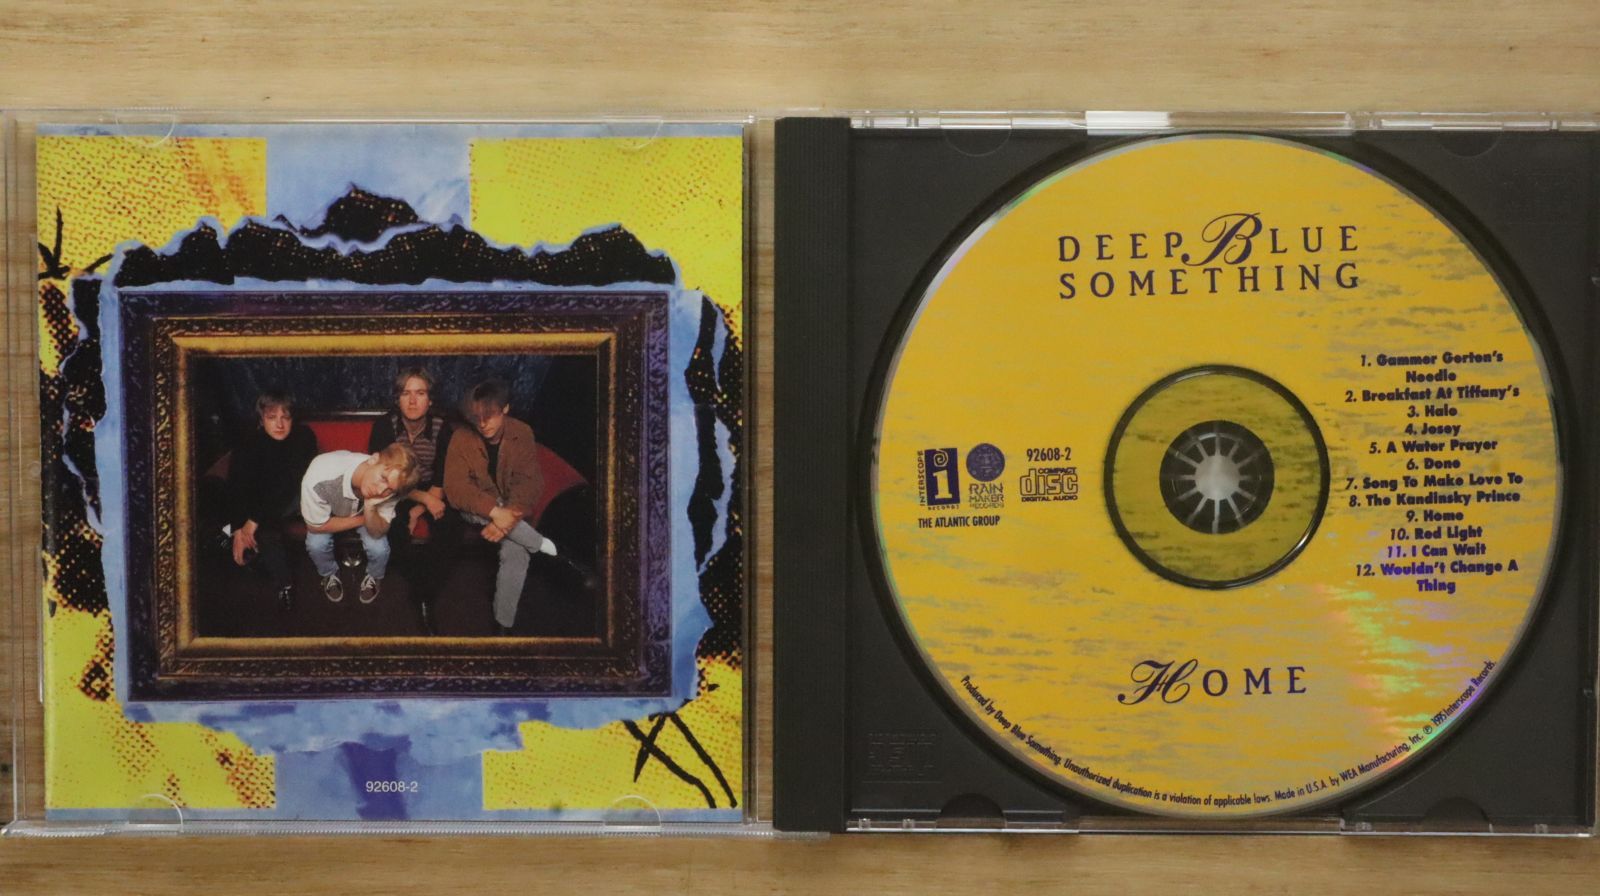 92608-2
DEEP BLUE
SOMETHING
1. Gammer Gerton's
Needle
2. Breakfast At Tiffany's
3. Halo
4. Josey
5. A Water Prayer
6. Done
7. Song To Make Love To
8. The Kandinsky Prince
9. Home
10. Red Light
11. I Can Wait
12. Wouldn't Change A
Thing
INTERSCOPE
RECORDS
i
RAIN
MAKER
RECORDS
92608-2
COMPACT
disc
DIGITAL AUDIO
THE ATLANTIC GROUP
HOME
Produced by Deep Blue Something. Unauthorized duplication is a violation of applicable laws. Made in U.S.A. by WEA Manufacturing, Inc. ℗ 1995 Interscope Records.